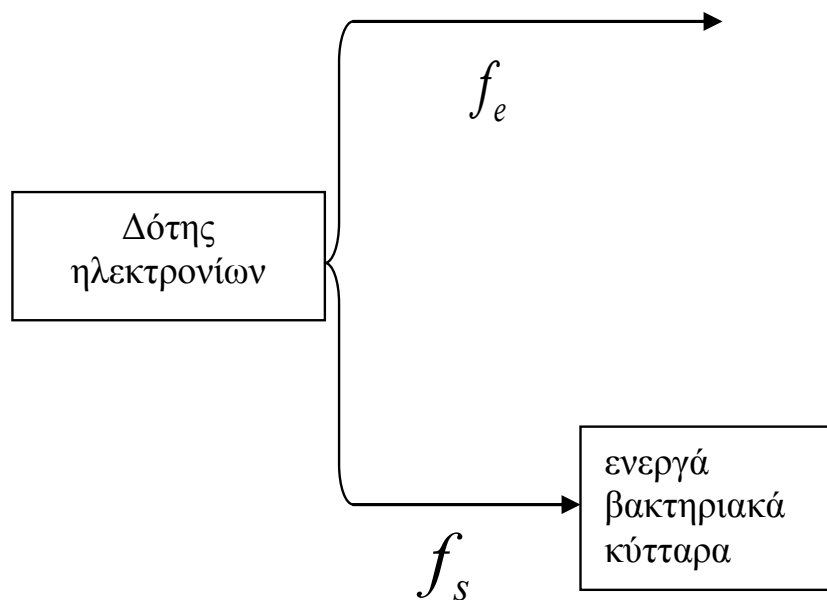 f_e
Δότης
ηλεκτρονίων
ενεργά
βακτηριακά
κύτταρα
f_s